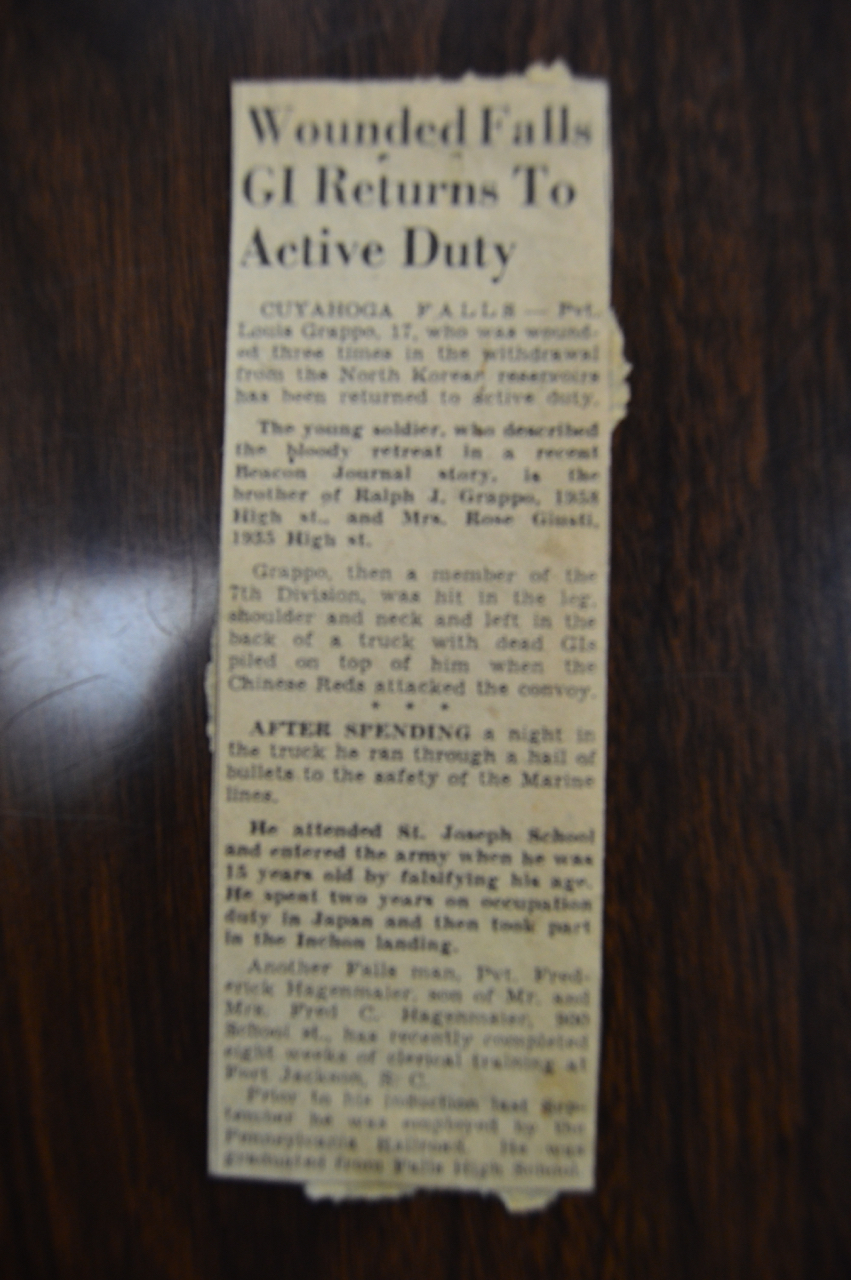 Wounded Falls
GI Returns To
Active Duty
CUYAHOGA FALLS — Pvt.
Louis Grappo, 17, who was wound-
ed three times in the withdrawal
from the North Korean reservoirs
has been returned to active duty.
The young soldier, who described
the bloody retreat in a recent
Beacon Journal story, is the
brother of Ralph J. Grappo, 1958
High st., and Mrs. Rose Giusti,
1935 High st.
Grappo, then a member of the
7th Division, was hit in the leg,
shoulder and neck and left in the
back of a truck with dead GIs
piled on top of him when the
Chinese Reds attacked the convoy.
* * *
AFTER SPENDING a night in
the truck he ran through a hail of
bullets to the safety of the Marine
lines.
He attended St. Joseph School
and entered the army when he was
15 years old by falsifying his age.
He spent two years on occupation
duty in Japan and then took part
in the Inchon landing.
Another Falls man, Pvt. Fred-
erick Hagenmaier, son of Mr. and
Mrs. Fred C. Hagenmaier,
School st., has recently completed
eight weeks of clerical training at
Fort Jackson, S. C.
Prior to his induction last Sep-
tember he was employed by the
Pennsylvania Railroad. He was
graduated from Falls High School.